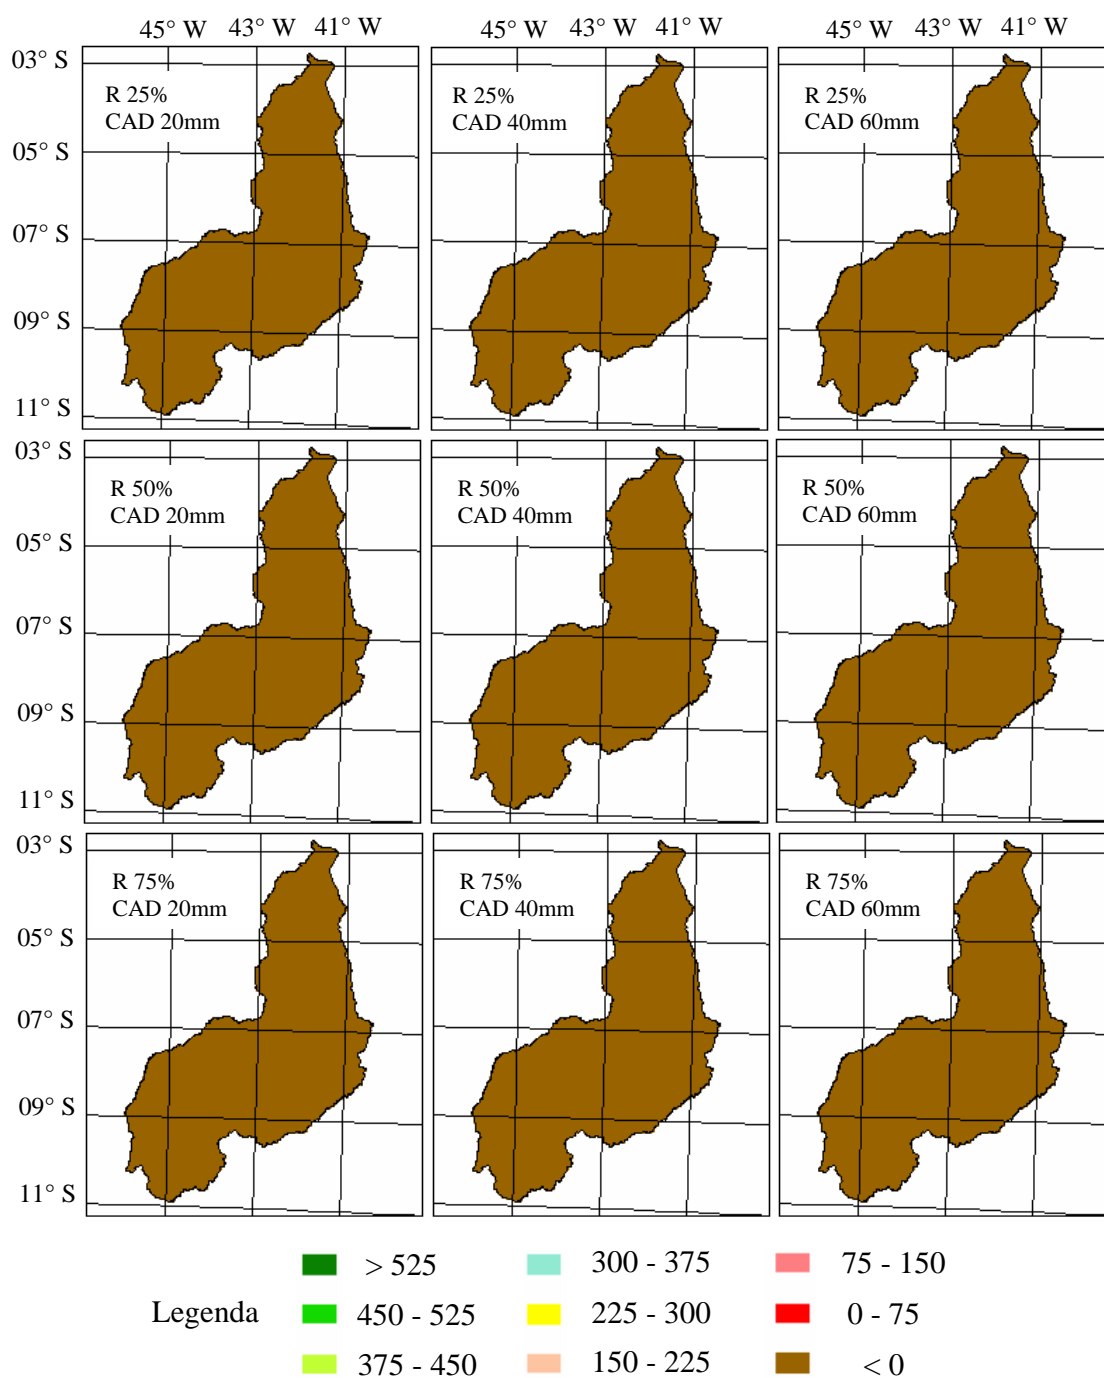 45° W 43° W 41° W 45° W 43° W 41° W 45° W 43° W 41° W
03° S
R 25%
CAD 20mm
R 25%
CAD 40mm
R 25%
CAD 60mm
05° S
07° S
09° S
11° S
03° S
R 50%
CAD 20mm
R 50%
CAD 40mm
R 50%
CAD 60mm
05° S
07° S
09° S
11° S
03° S
R 75%
CAD 20mm
R 75%
CAD 40mm
R 75%
CAD 60mm
05° S
07° S
09° S
11° S
Legenda
> 525
450 - 525
375 - 450
300 - 375
225 - 300
150 - 225
75 - 150
0 - 75
< 0